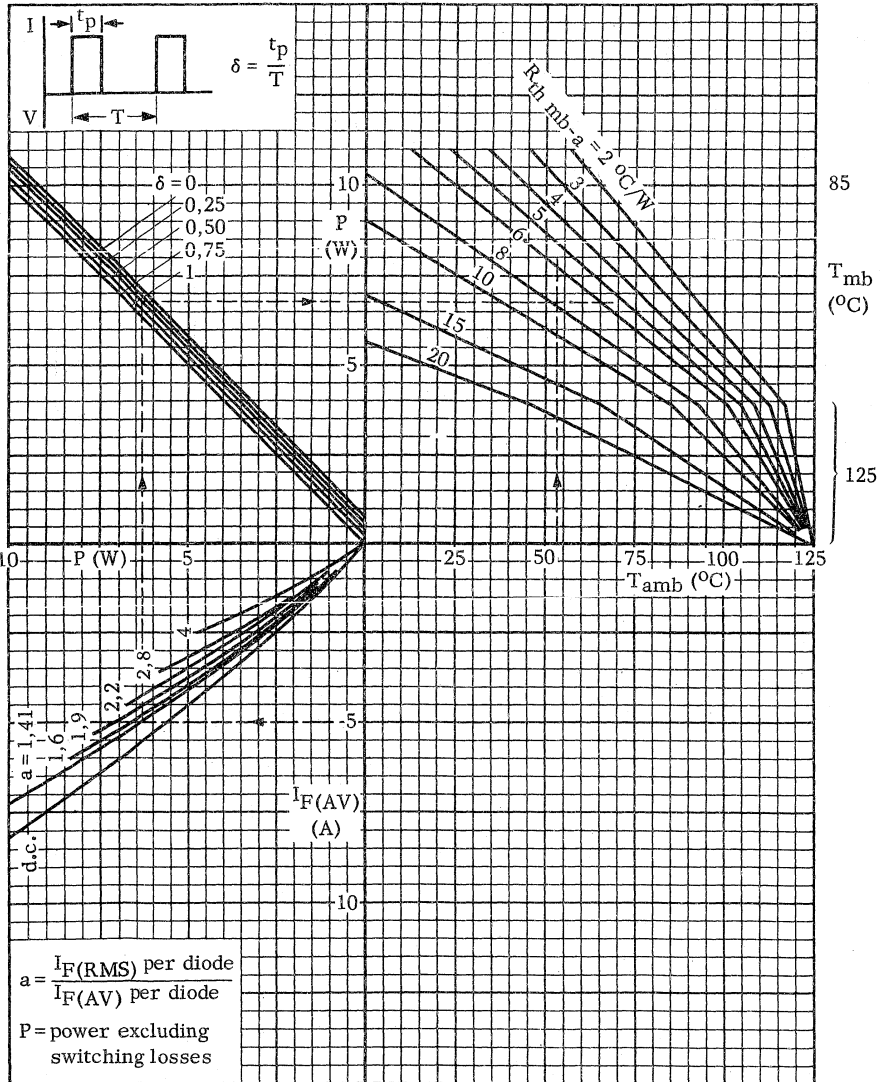 I
t_p
δ = t_p / T
V
T
δ = 0
0,25
0,50
0,75
1
10
P
(W)
5
R_th mb-a = 2 °C/W
3
4
5
6
8
10
15
20
85
T_mb
(°C)
125
10
P (W)
5
25
50
75
100
125
T_amb (°C)
4
2,8
2,2
1,9
1,6
a = 1,41
d.c.
5
I_F(AV)
(A)
10
a = I_F(RMS) per diode / I_F(AV) per diode
P = power excluding
switching losses